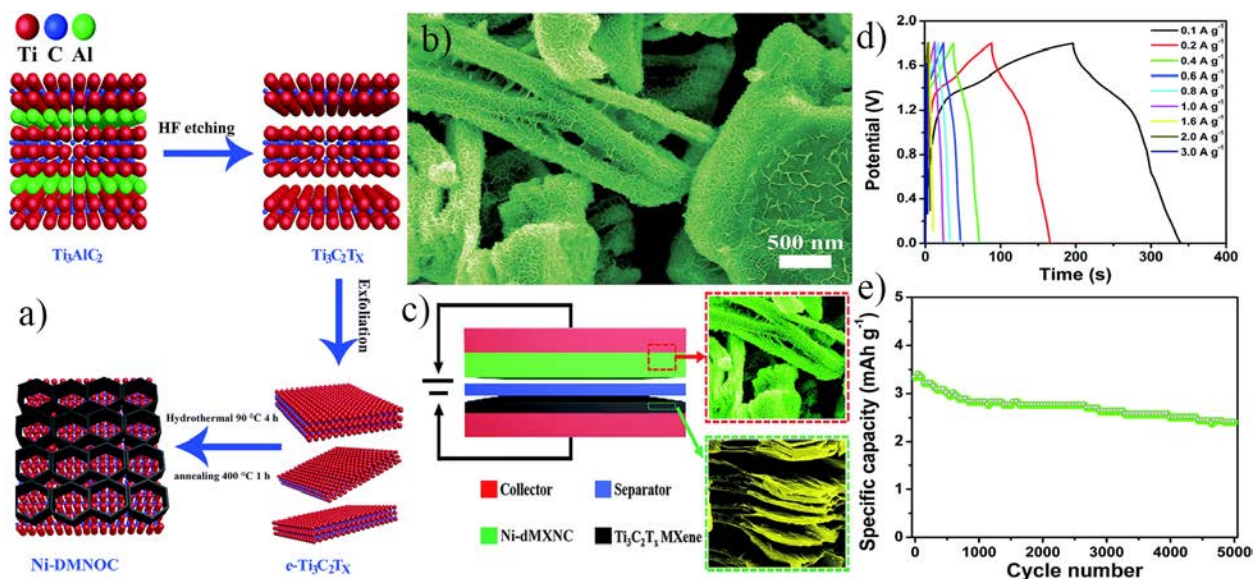 Ti C Al
HF etching
Ti₃AlC₂
Ti₃C₂Tₓ
a)
Exfoliation
Hydrothermal 90 °C 4 h
annealing 400 °C 1 h
Ni-DMNOC
e-Ti₃C₂Tₓ
b)
500 nm
c)
Collector
Separator
Ni-dMXNC
Ti₃C₂Tₓ MXene
d)
Potential (V)
1.8
1.2
0.6
0.0
0.1 A g⁻¹
0.2 A g⁻¹
0.4 A g⁻¹
0.6 A g⁻¹
0.8 A g⁻¹
1.0 A g⁻¹
1.6 A g⁻¹
2.0 A g⁻¹
3.0 A g⁻¹
0 100 200 300 400
Time (s)
e)
Specific capacity (mAh g⁻¹)
5
4
3
2
1
0
0 1000 2000 3000 4000 5000
Cycle number